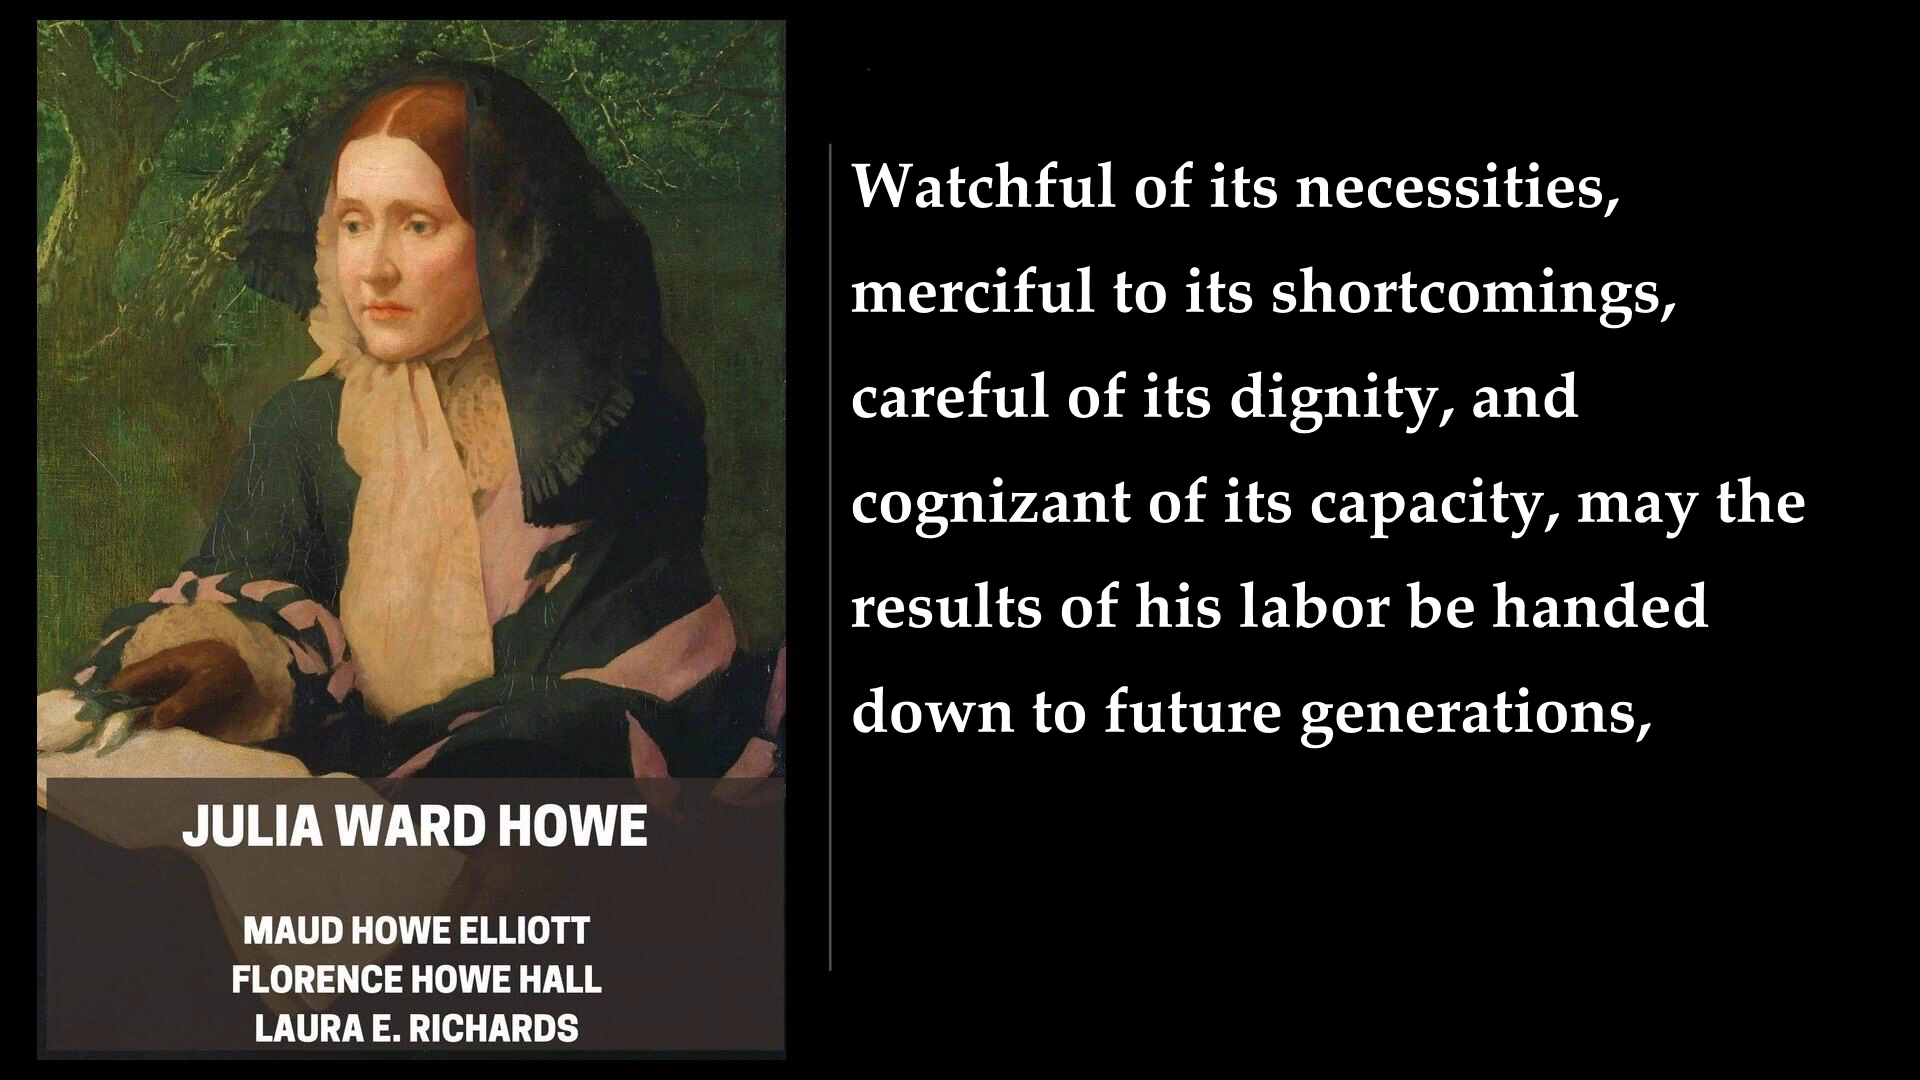 JULIA WARD HOWE
MAUD HOWE ELLIOTT
FLORENCE HOWE HALL
LAURA E. RICHARDS
Watchful of its necessities,
merciful to its shortcomings,
careful of its dignity, and
cognizant of its capacity, may the
results of his labor be handed
down to future generations,